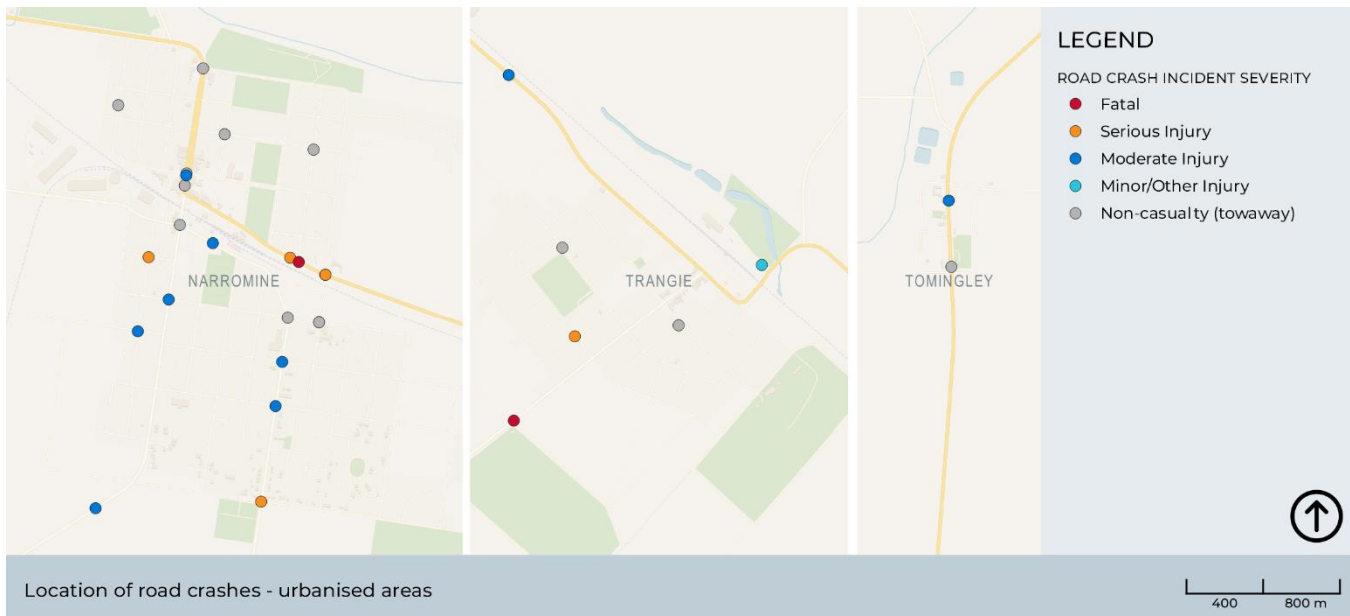 NARROMINE
TRANGIE
TOMINGLEY
LEGEND
ROAD CRASH INCIDENT SEVERITY
Fatal
Serious Injury
Moderate Injury
Minor/Other Injury
Non-casualty (towaway)
Location of road crashes - urbanised areas
400 800 m